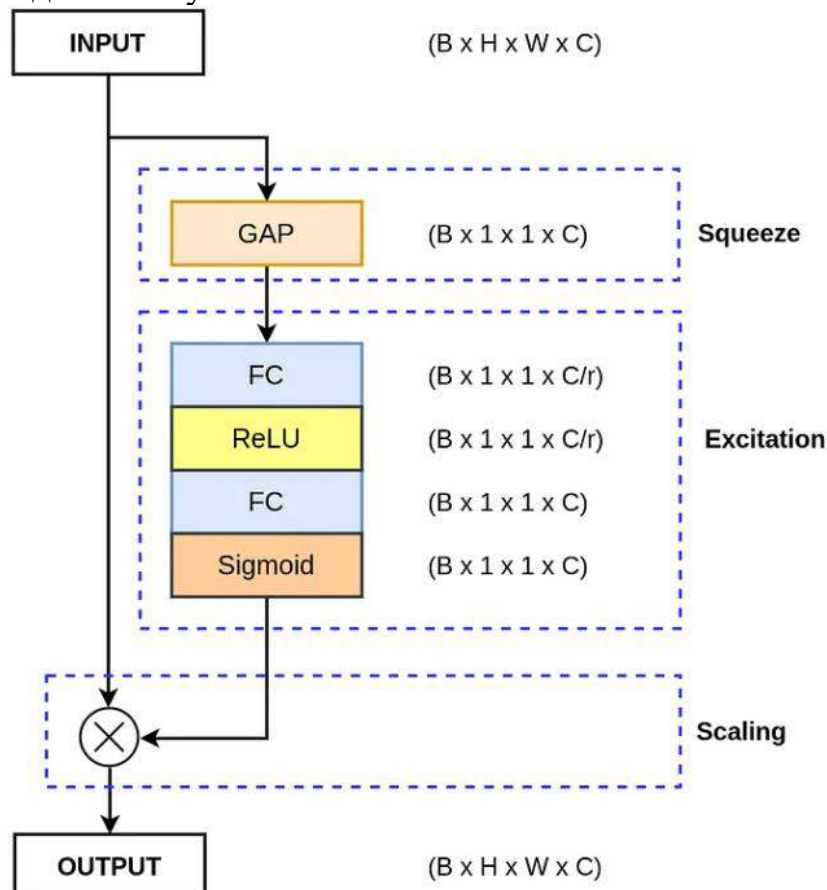 INPUT (B x H x W x C)
GAP (B x 1 x 1 x C) Squeeze
FC (B x 1 x 1 x C/r)
ReLU (B x 1 x 1 x C/r) Excitation
FC (B x 1 x 1 x C)
Sigmoid (B x 1 x 1 x C)
Scaling
OUTPUT (B x H x W x C)